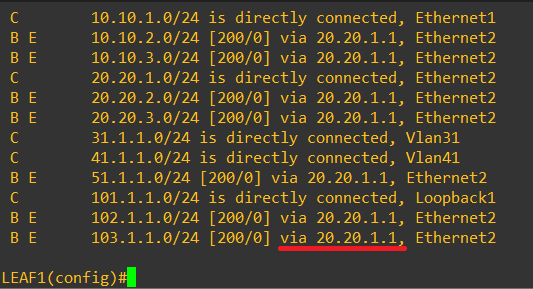 C 10.10.1.0/24 is directly connected, Ethernet1
B E 10.10.2.0/24 [200/0] via 20.20.1.1, Ethernet2
B E 10.10.3.0/24 [200/0] via 20.20.1.1, Ethernet2
C 20.20.1.0/24 is directly connected, Ethernet2
B E 20.20.2.0/24 [200/0] via 20.20.1.1, Ethernet2
B E 20.20.3.0/24 [200/0] via 20.20.1.1, Ethernet2
C 31.1.1.0/24 is directly connected, Vlan31
C 41.1.1.0/24 is directly connected, Vlan41
B E 51.1.1.0/24 [200/0] via 20.20.1.1, Ethernet2
C 101.1.1.0/24 is directly connected, Loopback1
B E 102.1.1.0/24 [200/0] via 20.20.1.1, Ethernet2
B E 103.1.1.0/24 [200/0] via 20.20.1.1, Ethernet2
LEAF1(config)#